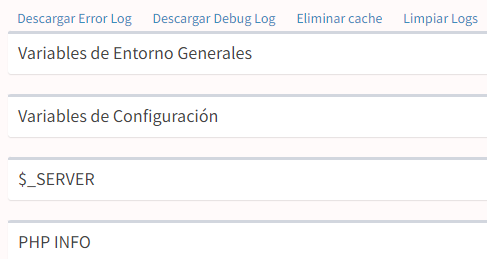 Descargar Error Log Descargar Debug Log Eliminar cache Limpiar Logs
Variables de Entorno Generales
Variables de Configuración
$_SERVER
PHP INFO